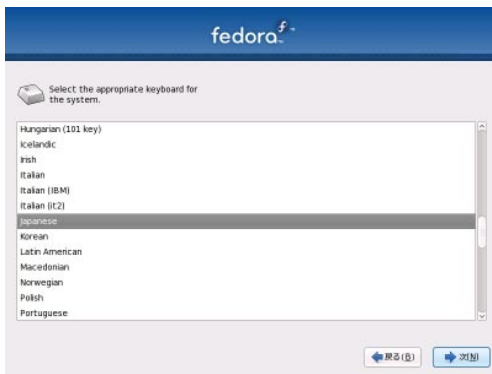 fedora
Select the appropriate keyboard for
the system.
Hungarian (101 key)
Icelandic
Irish
Italian
Italian (IBM)
Italian (it2)
Japanese
Korean
Latin American
Macedonian
Norwegian
Polish
Portuguese
戻る(B)
次(N)